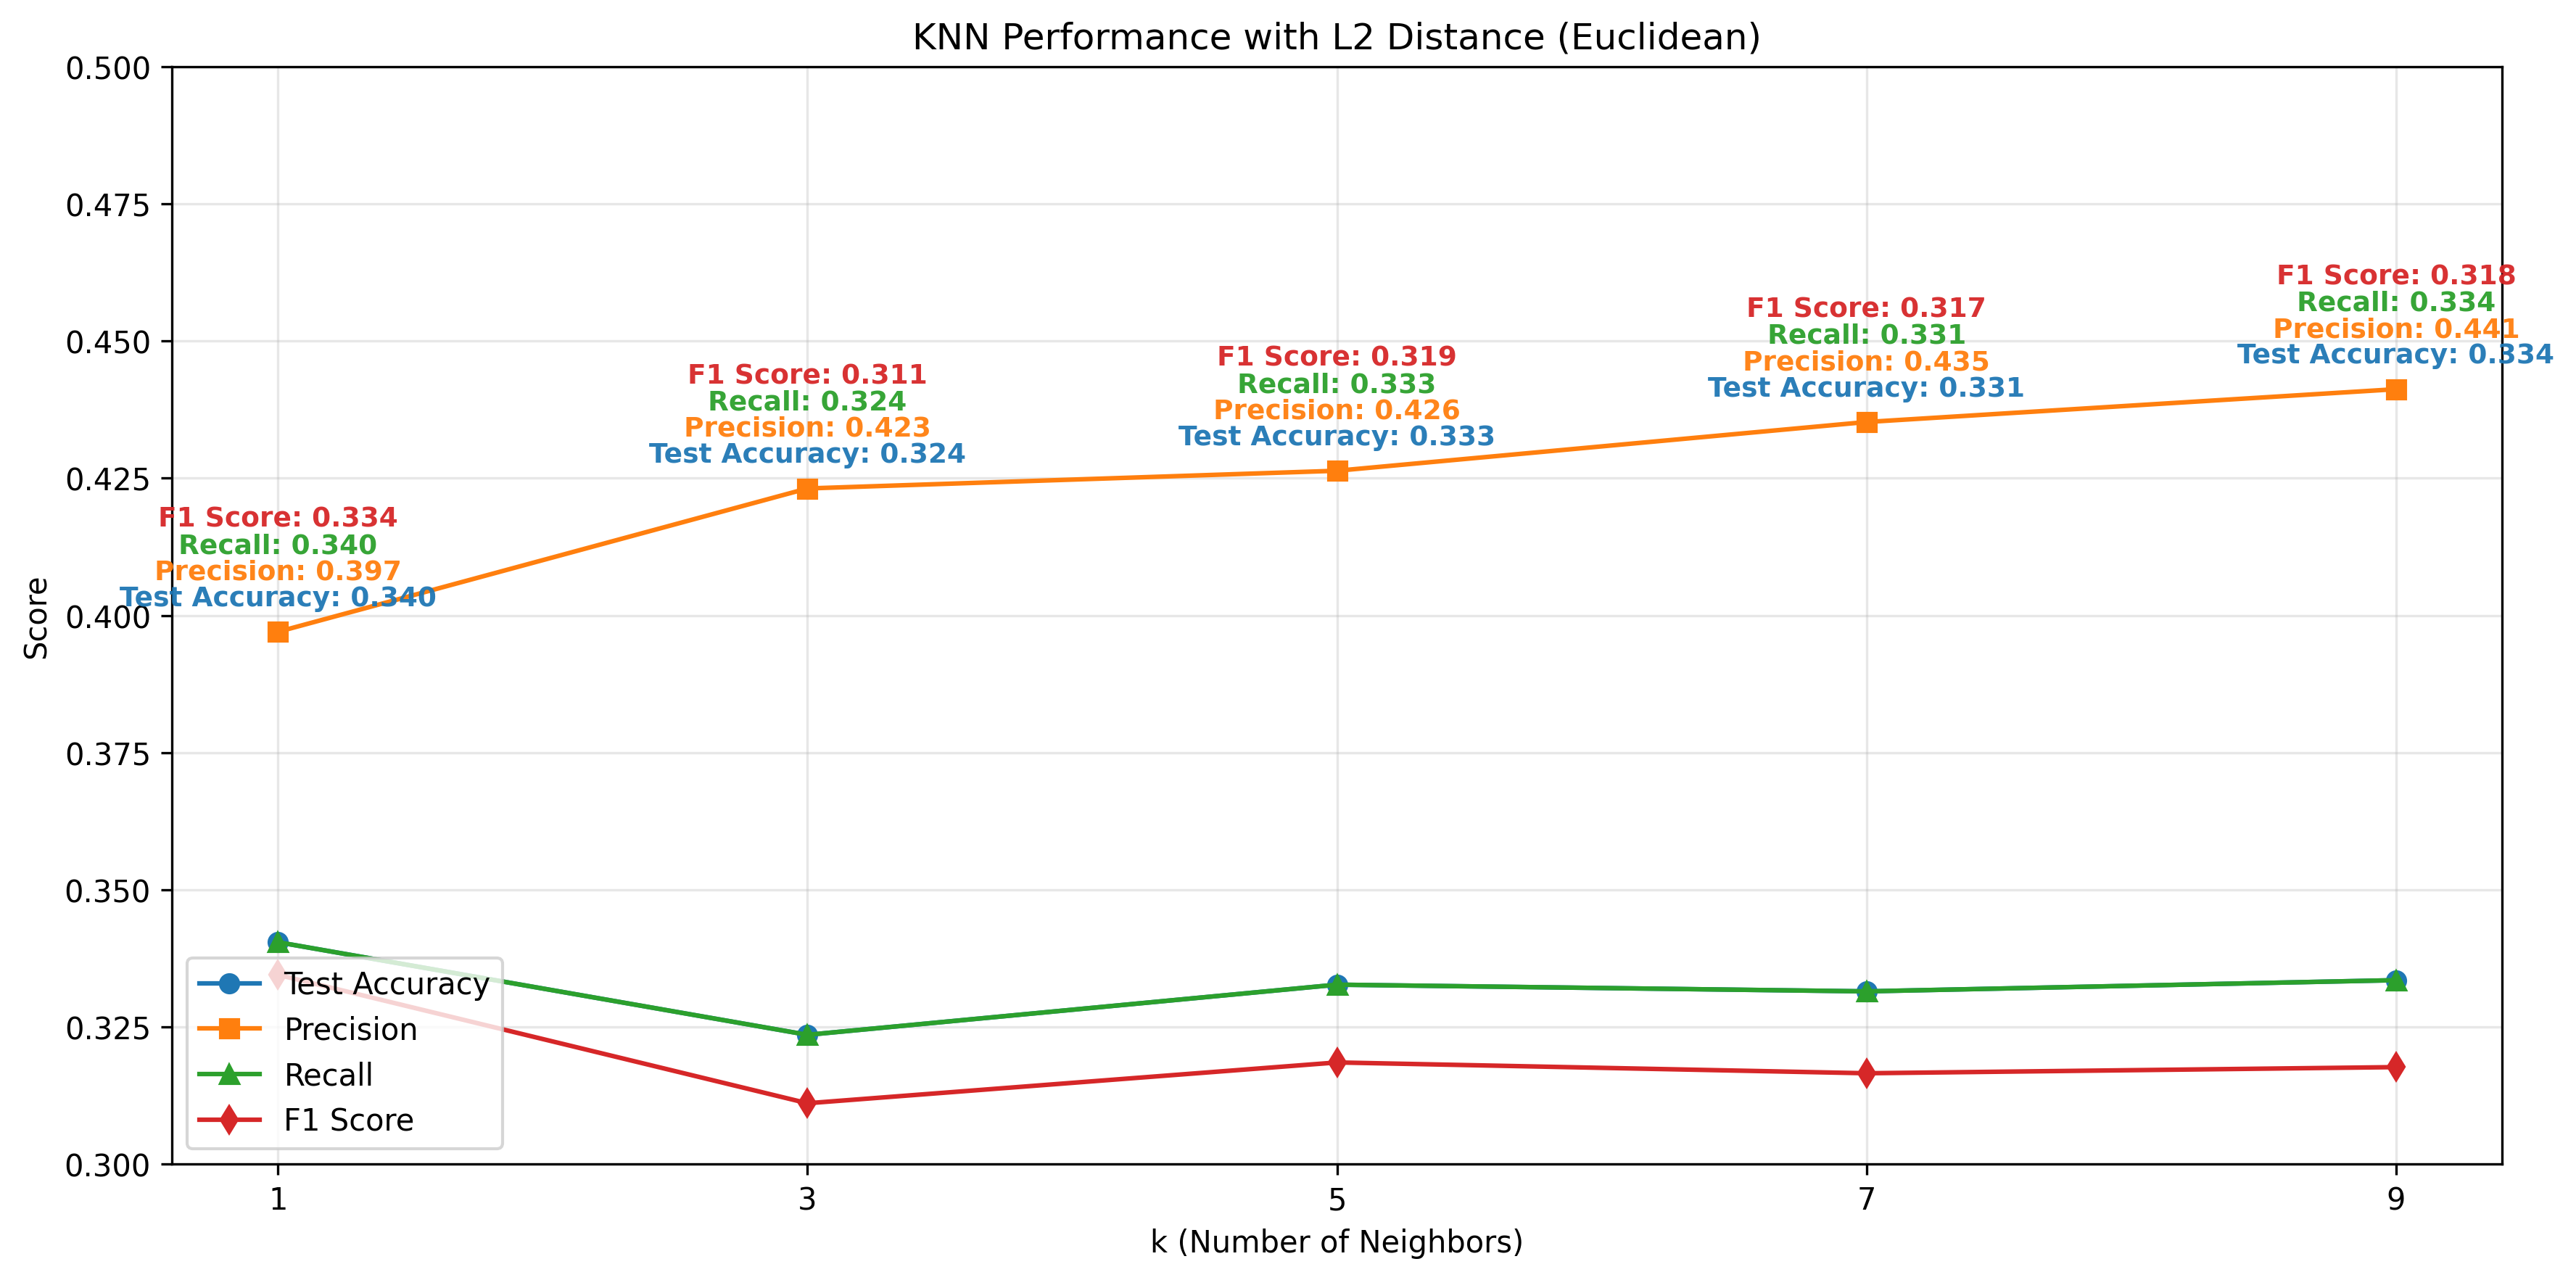 KNN Performance with L2 Distance (Euclidean)
0.500
0.475
0.450
0.425
0.400
0.375
0.350
0.325
0.300
Score
F1 Score: 0.334
Recall: 0.340
Precision: 0.397
Test Accuracy: 0.340
F1 Score: 0.311
Recall: 0.324
Precision: 0.423
Test Accuracy: 0.324
F1 Score: 0.319
Recall: 0.333
Precision: 0.426
Test Accuracy: 0.333
F1 Score: 0.317
Recall: 0.331
Precision: 0.435
Test Accuracy: 0.331
F1 Score: 0.318
Recall: 0.334
Precision: 0.441
Test Accuracy: 0.334
Test Accuracy
Precision
Recall
F1 Score
1 3 5 7 9
k (Number of Neighbors)